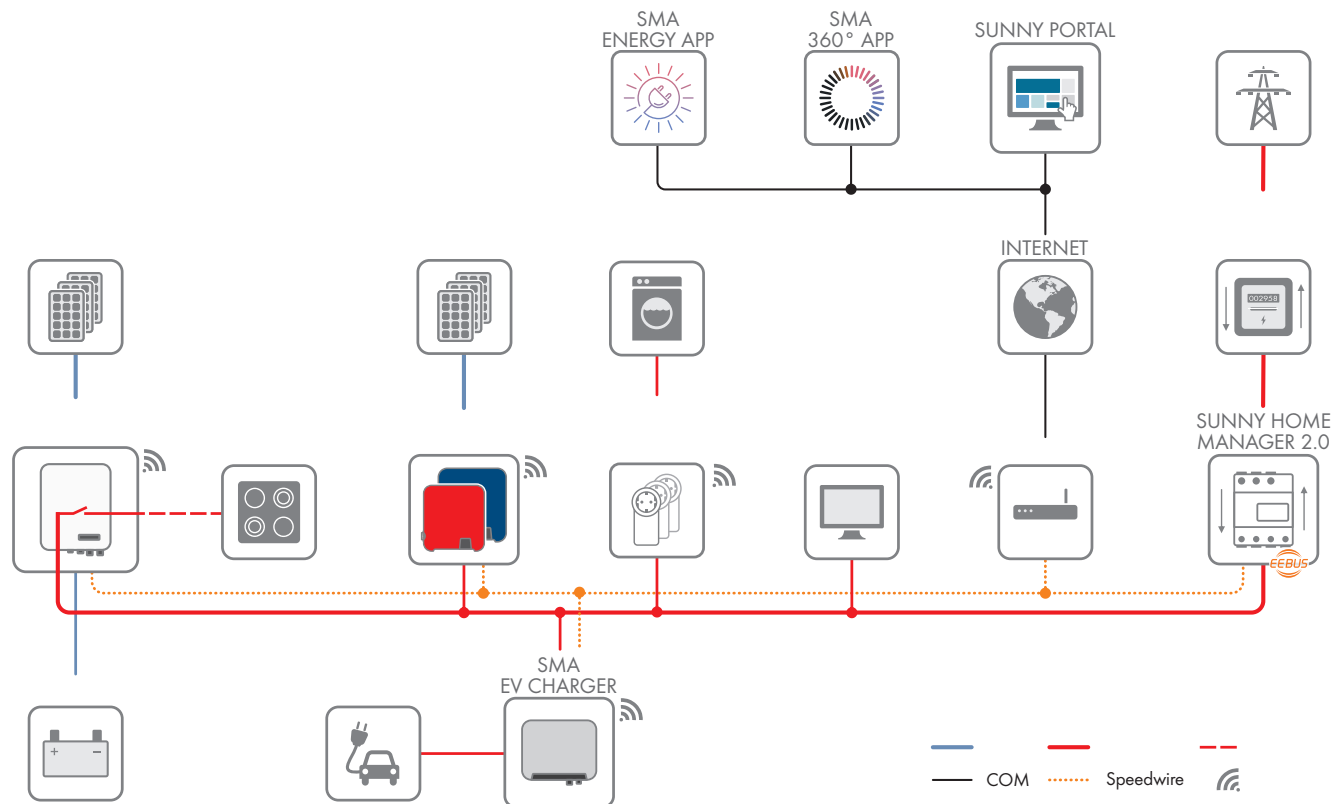 SMA
ENERGY APP
SMA
360° APP
SUNNY PORTAL
INTERNET
002958
SUNNY HOME
MANAGER 2.0
EEBUS
SMA
EV CHARGER
+ −
COM
Speedwire